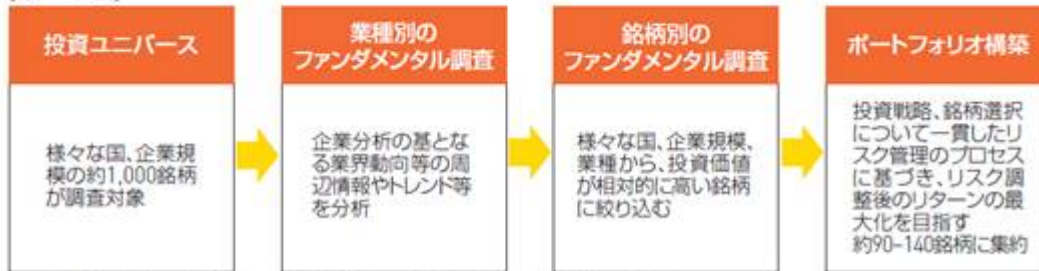 投資ユニバース
様々な国、企業規
模の約1,000銘柄
が調査対象
業種別の
ファンダメンタル調査
企業分析の基とな
る業界動向等の周
辺情報やトレンド等
を分析
銘柄別の
ファンダメンタル調査
様々な国、企業規模、
業種から、投資価値
が相対的に高い銘柄
に絞り込む
ポートフォリオ構築
投資戦略、銘柄選択
について一貫したリ
スク管理のプロセス
に基づき、リスク調
整後のリターンの最
大化を目指す
約90-140銘柄に集約